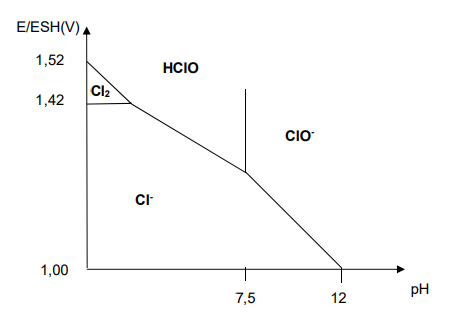 E/ESH(V)
1,52
HClO
Cl₂
1,42
ClO⁻
Cl⁻
1,00
pH
7,5
12